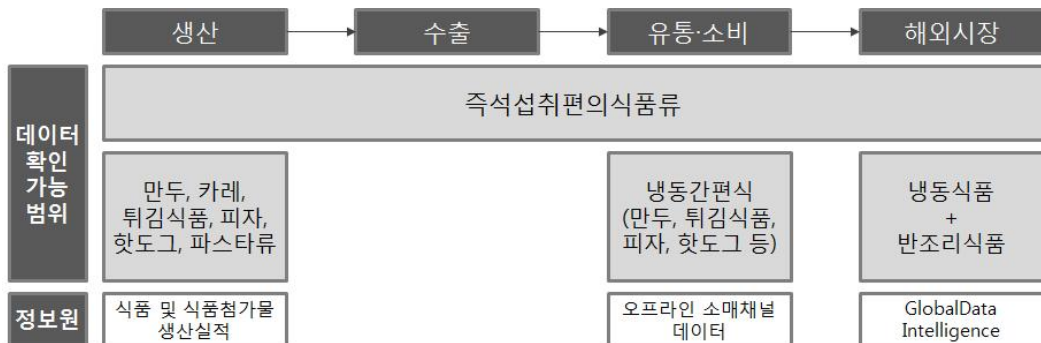 생산
수출
유통·소비
해외시장
데이터
확인
가능
범위
즉석섭취편의식품류
만두, 카레,
튀김식품, 피자,
핫도그, 파스타류
냉동간편식
(만두, 튀김식품,
피자, 핫도그 등)
냉동식품
+
반조리식품
정보원
식품 및 식품첨가물
생산실적
오프라인 소매채널
데이터
GlobalData
Intelligence